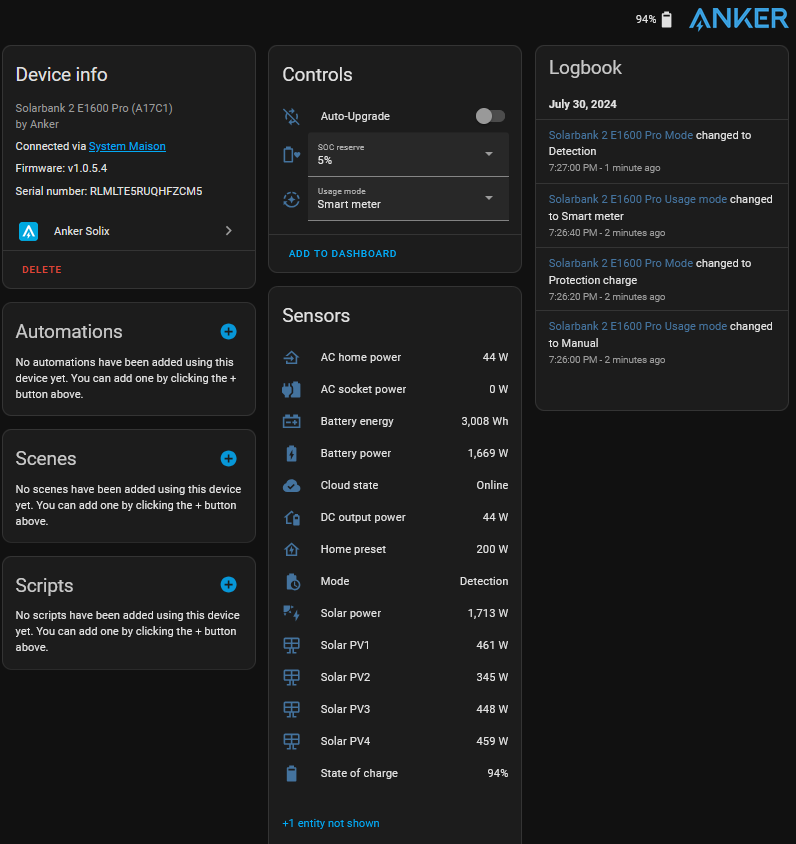 94%
ANKER
Device info
Solarbank 2 E1600 Pro (A17C1)
by Anker
Connected via System Maison
Firmware: v1.0.5.4
Serial number: RLMLTE5RUQHFZCM5
Anker Solix
DELETE
Automations
No automations have been added using this
device yet. You can add one by clicking the +
button above.
Scenes
No scenes have been added using this device
yet. You can add one by clicking the + button
above.
Scripts
No scripts have been added using this device
yet. You can add one by clicking the + button
above.
Controls
Auto-Upgrade
SOC reserve
5%
Usage mode
Smart meter
ADD TO DASHBOARD
Sensors
AC home power 44 W
AC socket power 0 W
Battery energy 3,008 Wh
Battery power 1,669 W
Cloud state Online
DC output power 44 W
Home preset 200 W
Mode Detection
Solar power 1,713 W
Solar PV1 461 W
Solar PV2 345 W
Solar PV3 448 W
Solar PV4 459 W
State of charge 94%
+1 entity not shown
Logbook
July 30, 2024
Solarbank 2 E1600 Pro Mode changed to
Detection
7:27:00 PM - 1 minute ago
Solarbank 2 E1600 Pro Usage mode changed
to Smart meter
7:26:40 PM - 2 minutes ago
Solarbank 2 E1600 Pro Mode changed to
Protection charge
7:26:20 PM - 2 minutes ago
Solarbank 2 E1600 Pro Usage mode changed
to Manual
7:26:00 PM - 2 minutes ago